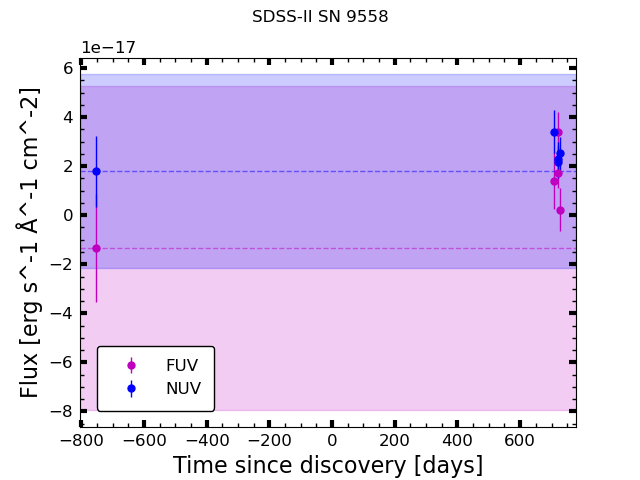 SDSS-II SN 9558
1e−17
6
4
2
0
−2
−4
−6
−8
Flux [erg s^-1 Å^-1 cm^-2]
FUV
NUV
−800 −600 −400 −200 0 200 400 600
Time since discovery [days]